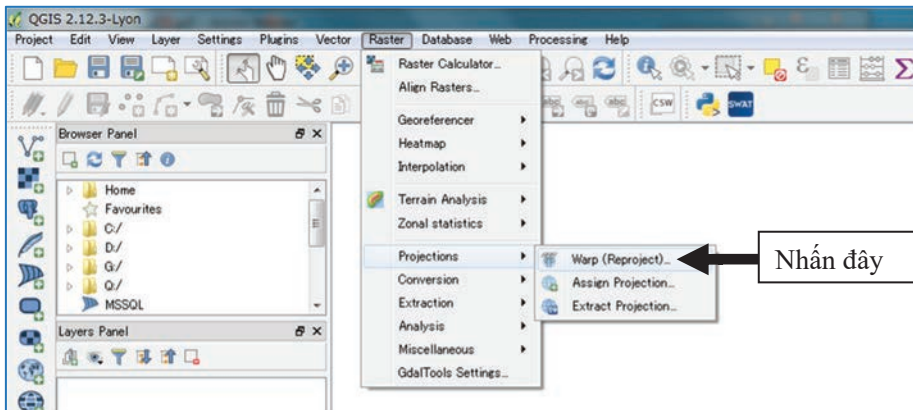 QGIS 2.12.3-Lyon
Project Edit View Layer Settings Plugins Vector Raster Database Web Processing Help
Raster Calculator...
Align Rasters...
CSW
SWAT
Browser Panel
Georeferencer
Heatmap
Interpolation
Home
Favourites
C:/
D:/
G:/
Q:/
MSSQL
Terrain Analysis
Zonal statistics
Projections
Warp (Reproject)...
Nhấn đây
Conversion
Assign Projection...
Extraction
Extract Projection...
Layers Panel
Analysis
Miscellaneous
GdalTools Settings...